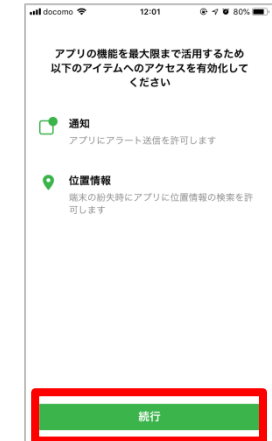 docomo 12:01 80%
アプリの機能を最大限まで活用するため
以下のアイテムへのアクセスを有効化して
ください
通知
アプリにアラート送信を許可します
位置情報
端末の紛失時にアプリに位置情報の検索を許
可します
続行